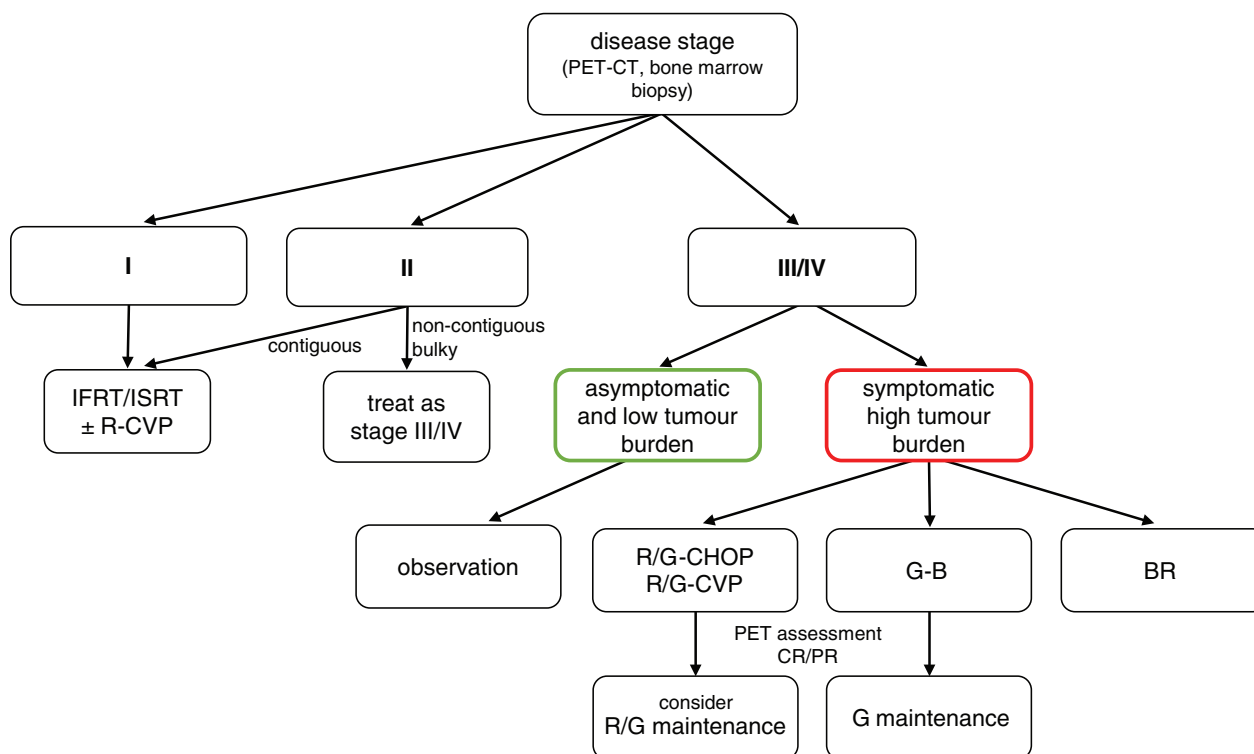 disease stage
(PET-CT, bone marrow
biopsy)
I
II
III/IV
contiguous
non-contiguous
bulky
IFRT/ISRT
± R-CVP
treat as
stage III/IV
asymptomatic
and low tumour
burden
symptomatic
high tumour
burden
observation
R/G-CHOP
R/G-CVP
G-B
BR
PET assessment
CR/PR
consider
R/G maintenance
G maintenance